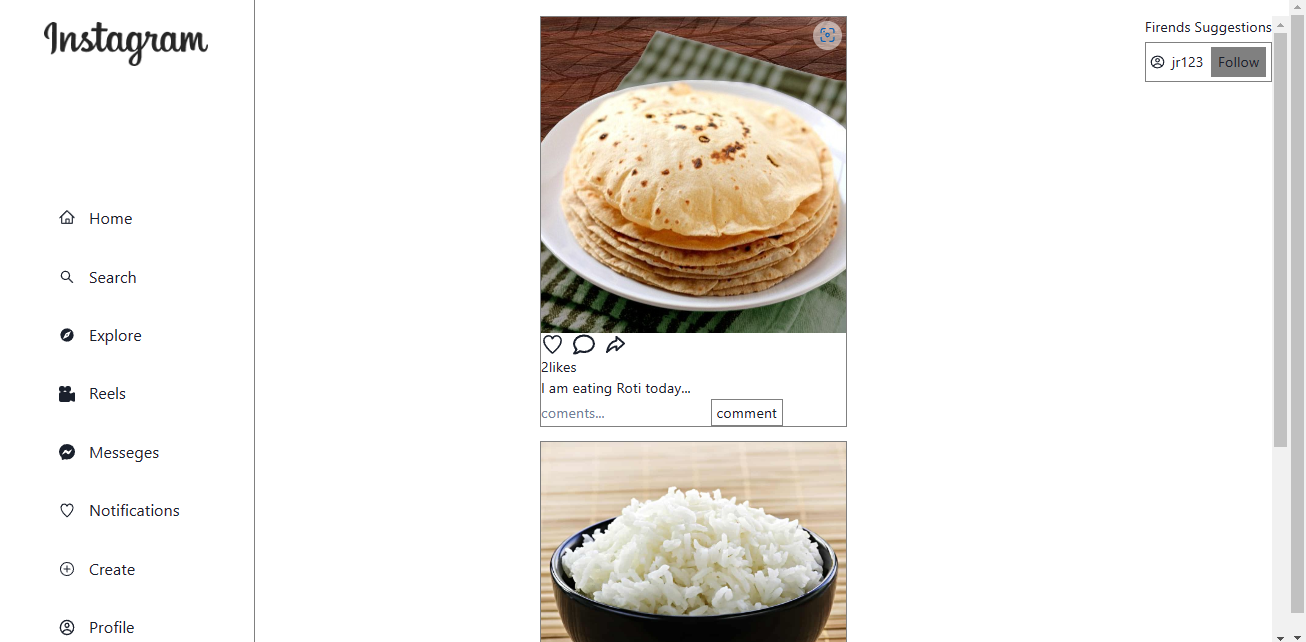 Instagram
Home
Search
Explore
Reels
Messeges
Notifications
Create
Profile
2likes
I am eating Roti today...
coments...
comment
Firends Suggestions
jr123
Follow